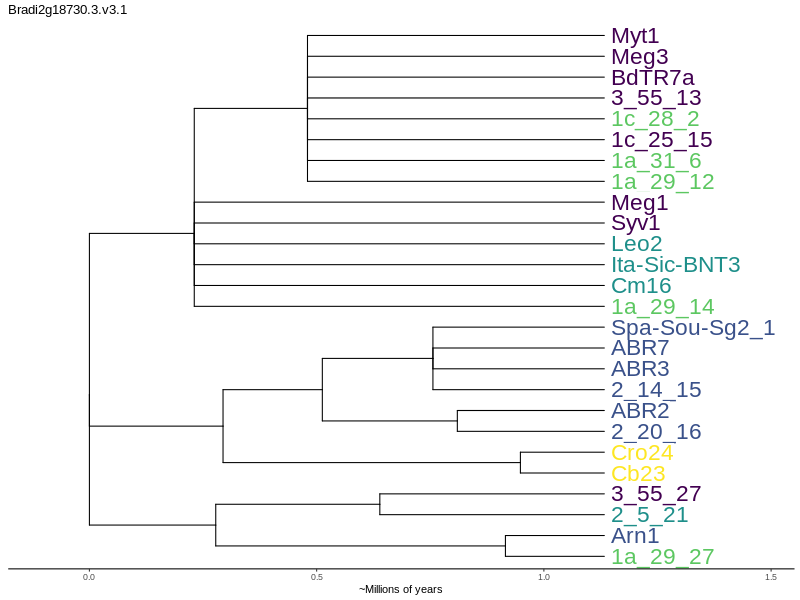 Bradi2g18730.3.v3.1
Myt1
Meg3
BdTR7a
3_55_13
1c_28_2
1c_25_15
1a_31_6
1a_29_12
Meg1
Syv1
Leo2
Ita-Sic-BNT3
Cm16
1a_29_14
Spa-Sou-Sg2_1
ABR7
ABR3
2_14_15
ABR2
2_20_16
Cro24
Cb23
3_55_27
2_5_21
Arn1
1a_29_27
0.0 0.5 1.0 1.5
~Millions of years